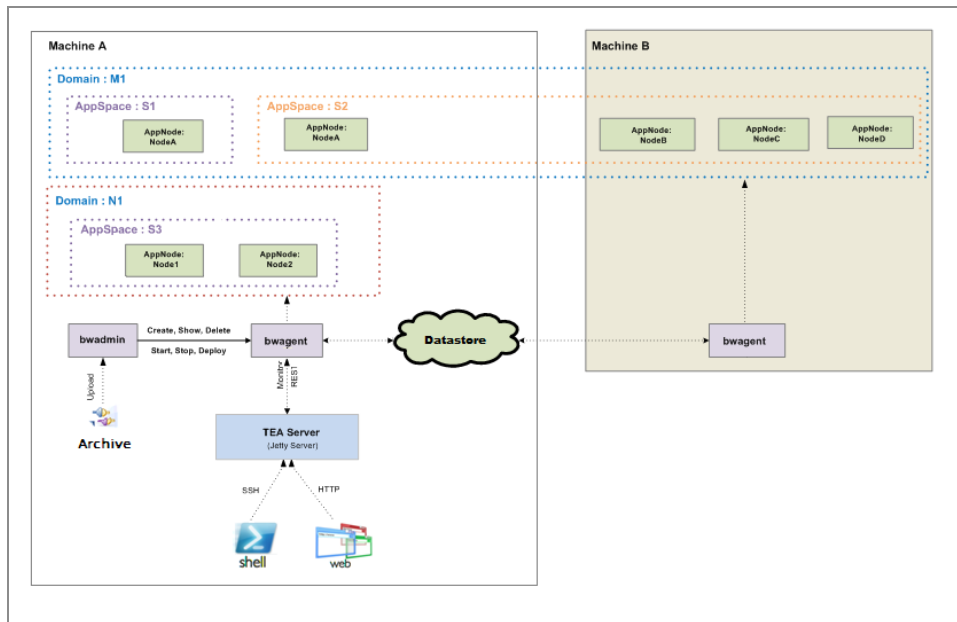 Machine A
Machine B
Domain : M1
AppSpace : S1
AppSpace : S2
AppNode:
NodeA
AppNode:
NodeA
AppNode:
NodeB
AppNode:
NodeC
AppNode:
NodeD
Domain : N1
AppSpace : S3
AppNode:
Node1
AppNode:
Node2
bwadmin
Create, Show, Delete
Start, Stop, Deploy
bwagent
Datastore
bwagent
Upload
Monitor
REST
Archive
TEA Server
(Jetty Server)
SSH
HTTP
shell
web